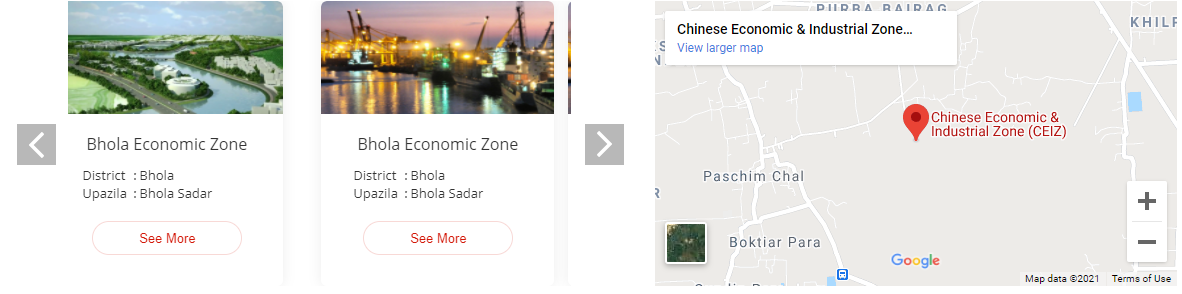 Bhola Economic Zone
District : Bhola
Upazila : Bhola Sadar
See More
Bhola Economic Zone
District : Bhola
Upazila : Bhola Sadar
See More
PURBA BAIRAG
KHILP
Chinese Economic & Industrial Zone…
View larger map
Chinese Economic &
Industrial Zone (CEIZ)
Paschim Chal
Boktiar Para
Google
Map data ©2021 Terms of Use